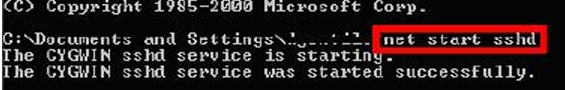 (C) Copyright 1985-2000 Microsoft Corp.
C:\Documents and Settings\ net start sshd
The CYGWIN sshd service is starting.
The CYGWIN sshd service was started successfully.